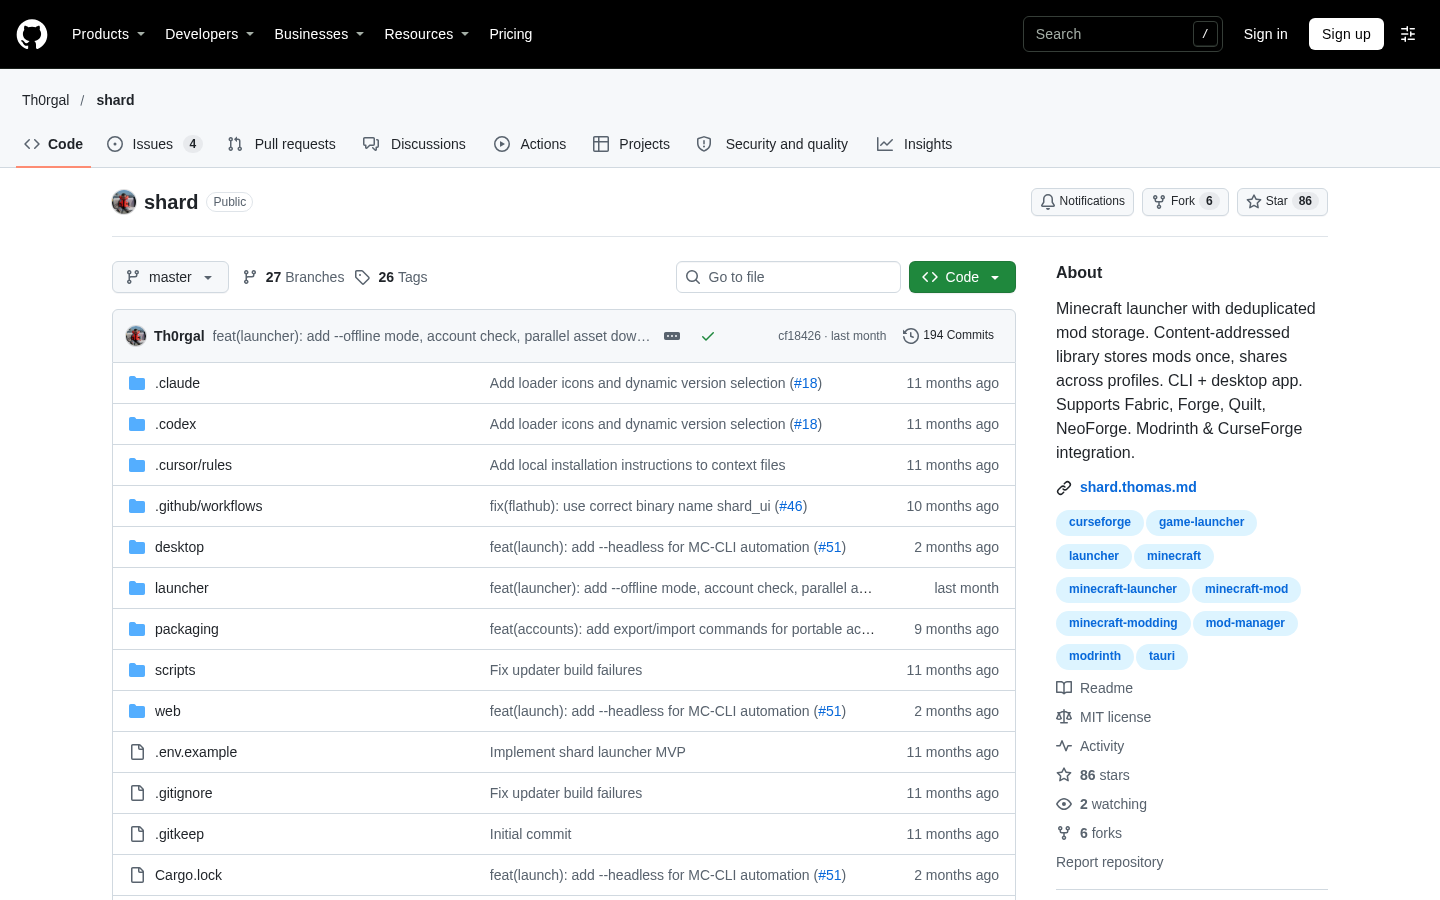 Products
Developers
Businesses
Resources
Pricing
Search
/
Sign in
Sign up
Th0rgal / shard
Code
Issues 4
Pull requests
Discussions
Actions
Projects
Security and quality
Insights
shard Public
Notifications
Fork 6
Star 86
master
27 Branches
26 Tags
Go to file
Code
Th0rgal feat(launcher): add --offline mode, account check, parallel asset dow… cf18426 · last month 194 Commits
.claude Add loader icons and dynamic version selection (#18) 11 months ago
.codex Add loader icons and dynamic version selection (#18) 11 months ago
.cursor/rules Add local installation instructions to context files 11 months ago
.github/workflows fix(flathub): use correct binary name shard_ui (#46) 10 months ago
desktop feat(launch): add --headless for MC-CLI automation (#51) 2 months ago
launcher feat(launcher): add --offline mode, account check, parallel a… last month
packaging feat(accounts): add export/import commands for portable ac… 9 months ago
scripts Fix updater build failures 11 months ago
web feat(launch): add --headless for MC-CLI automation (#51) 2 months ago
.env.example Implement shard launcher MVP 11 months ago
.gitignore Fix updater build failures 11 months ago
.gitkeep Initial commit 11 months ago
Cargo.lock feat(launch): add --headless for MC-CLI automation (#51) 2 months ago
About
Minecraft launcher with deduplicated
mod storage. Content-addressed
library stores mods once, shares
across profiles. CLI + desktop app.
Supports Fabric, Forge, Quilt,
NeoForge. Modrinth & CurseForge
integration.
shard.thomas.md
curseforge game-launcher
launcher minecraft
minecraft-launcher minecraft-mod
minecraft-modding mod-manager
modrinth tauri
Readme
MIT license
Activity
86 stars
2 watching
6 forks
Report repository